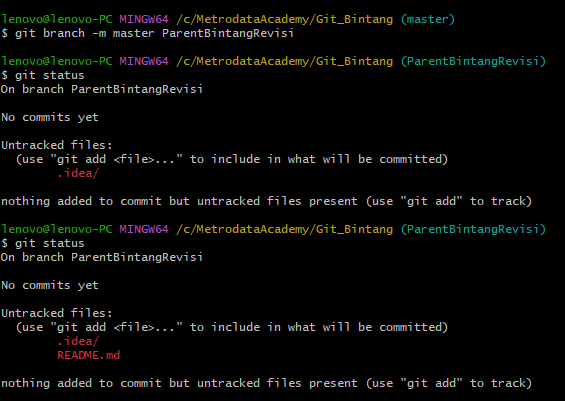 lenovo@lenovo-PC MINGW64 /c/MetrodataAcademy/Git_Bintang (master)
$ git branch -m master ParentBintangRevisi
lenovo@lenovo-PC MINGW64 /c/MetrodataAcademy/Git_Bintang (ParentBintangRevisi)
$ git status
On branch ParentBintangRevisi
No commits yet
Untracked files:
(use "git add <file>..." to include in what will be committed)
.idea/
nothing added to commit but untracked files present (use "git add" to track)
lenovo@lenovo-PC MINGW64 /c/MetrodataAcademy/Git_Bintang (ParentBintangRevisi)
$ git status
On branch ParentBintangRevisi
No commits yet
Untracked files:
(use "git add <file>..." to include in what will be committed)
.idea/
README.md
nothing added to commit but untracked files present (use "git add" to track)